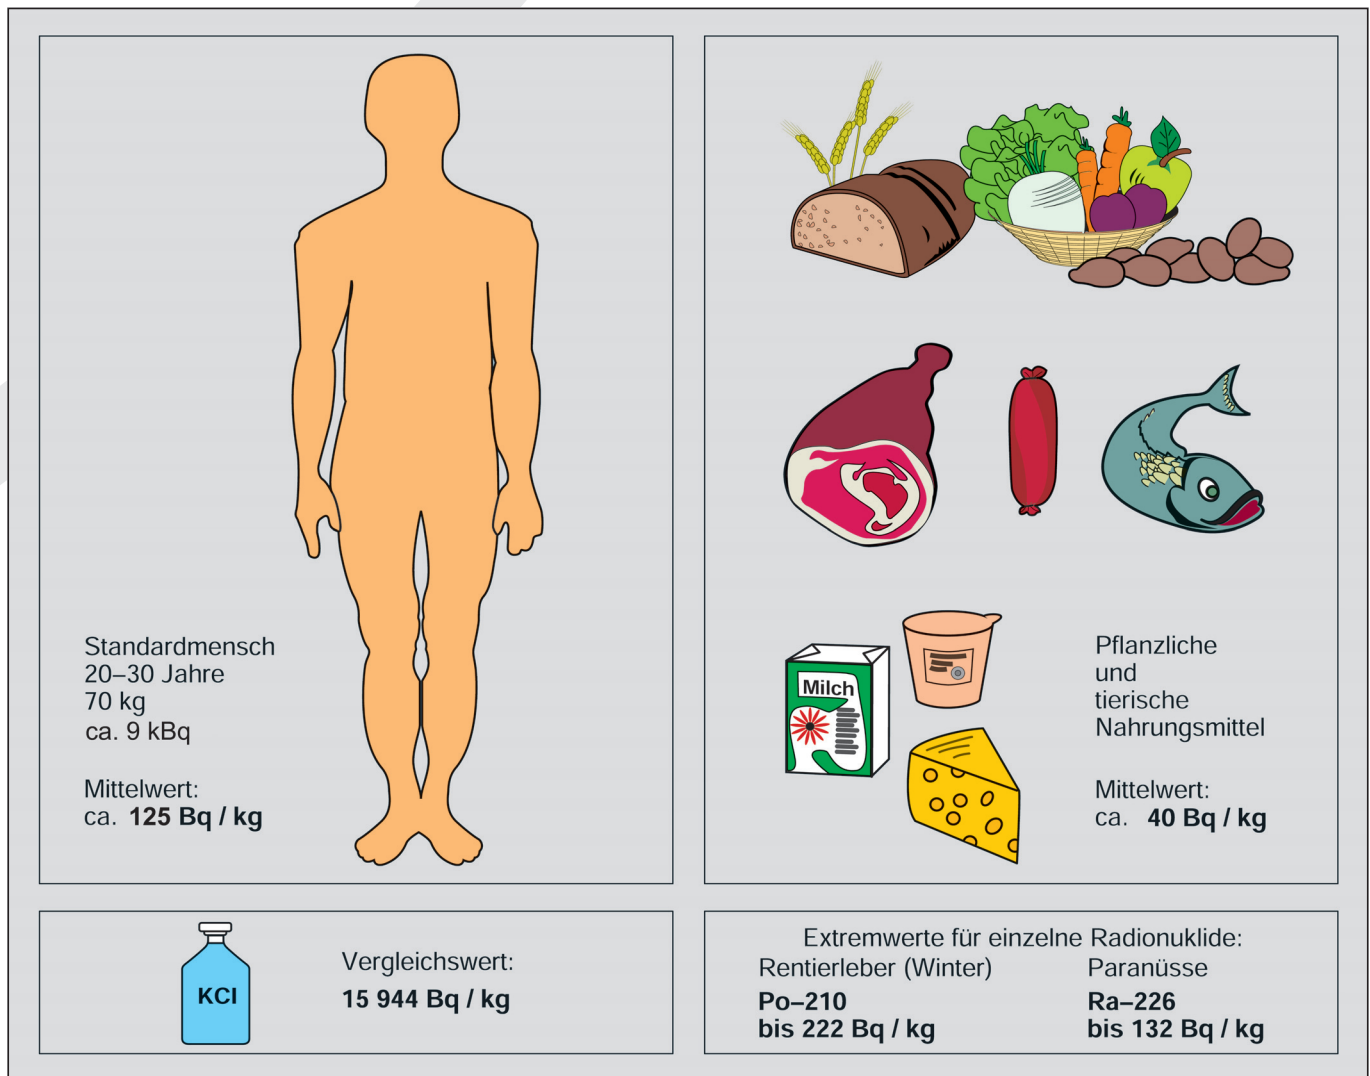 Standardmensch
20–30 Jahre
70 kg
ca. 9 kBq
Mittelwert:
ca. 125 Bq / kg
Milch
Pflanzliche
und
tierische
Nahrungsmittel
Mittelwert:
ca. 40 Bq / kg
KCl
Vergleichswert:
15 944 Bq / kg
Extremwerte für einzelne Radionuklide:
Rentierleber (Winter)
Po–210
bis 222 Bq / kg
Paranüsse
Ra–226
bis 132 Bq / kg